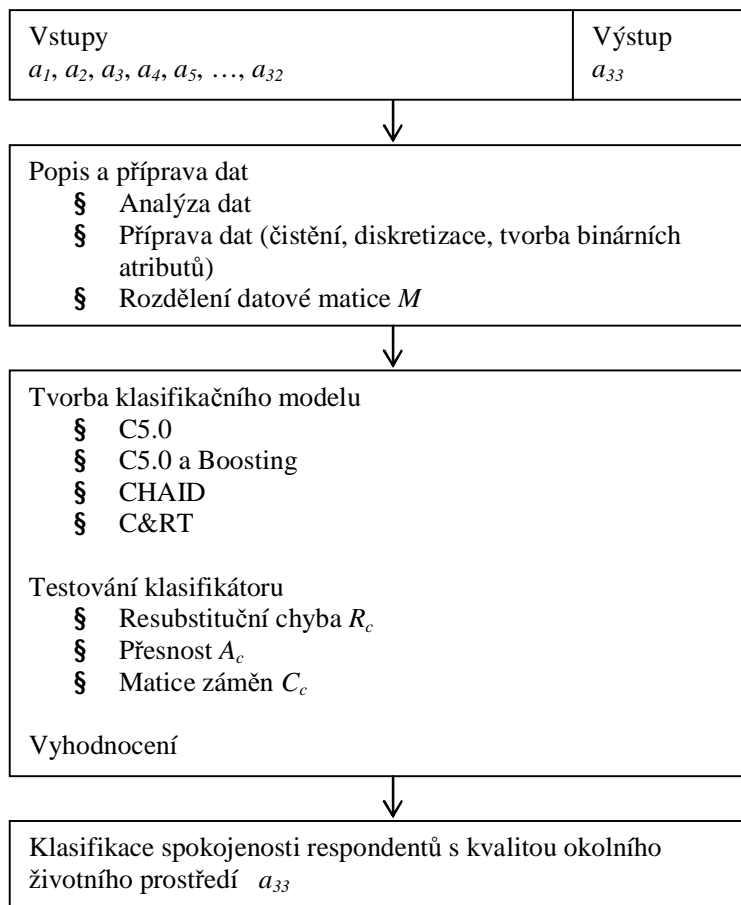 Vstupy
a1, a2, a3, a4, a5, …, a32
Výstup
a33
Popis a příprava dat
§ Analýza dat
§ Příprava dat (čistění, diskretizace, tvorba binárních
atributů)
§ Rozdělení datové matice M
Tvorba klasifikačního modelu
§ C5.0
§ C5.0 a Boosting
§ CHAID
§ C&RT
Testování klasifikátoru
§ Resubstituční chyba Rc
§ Přesnost Ac
§ Matice záměn Cc
Vyhodnocení
Klasifikace spokojenosti respondentů s kvalitou okolního
životního prostředí a33